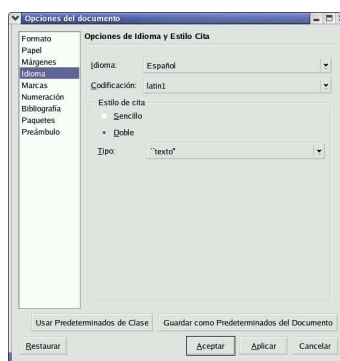 Opciones del documento
Formato
Papel
Márgenes
Idioma
Marcas
Numeración
Bibliografía
Paquetes
Preámbulo
Opciones de Idioma y Estilo Cita
Idioma: Español
Codificación: latin1
Estilo de cita
Sencillo
Doble
Tipo: ``texto''
Usar Predeterminados de Clase Guardar como Predeterminados del Documento
Restaurar Aceptar Aplicar Cancelar